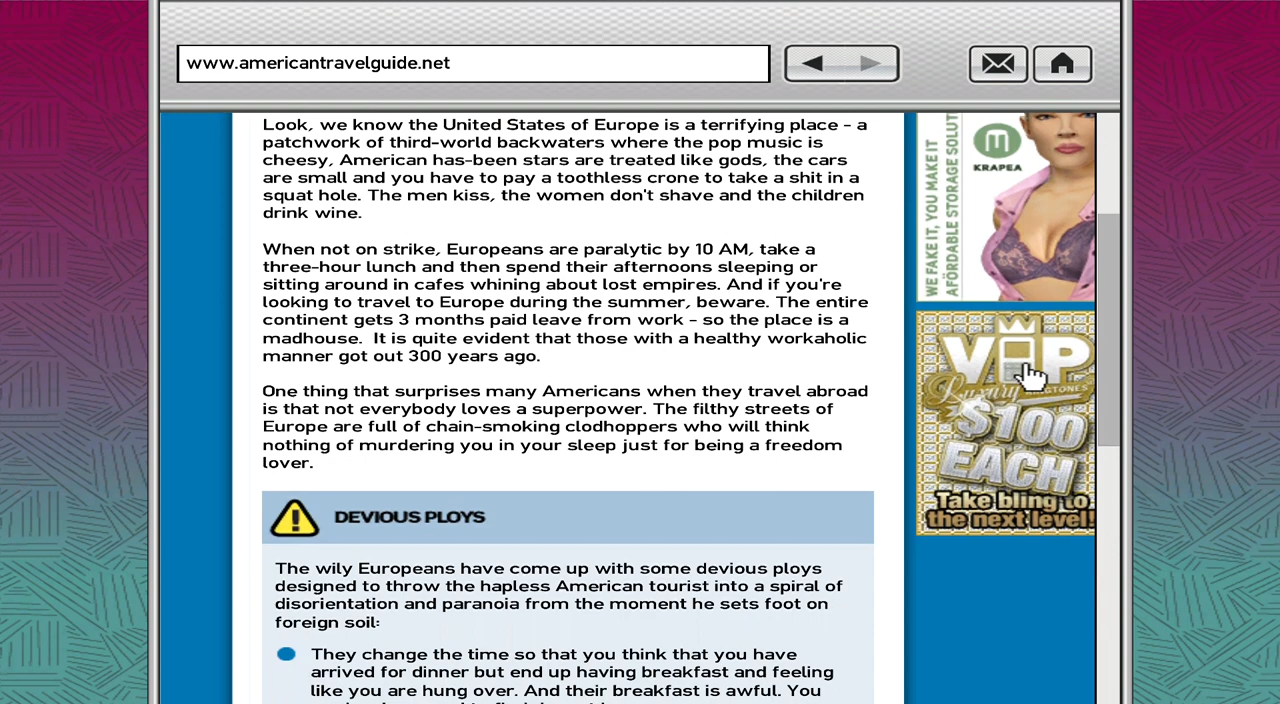 www.americantravelguide.net
Look, we know the United States of Europe is a terrifying place - a
patchwork of third-world backwaters where the pop music is
cheesy, American has-been stars are treated like gods, the cars
are small and you have to pay a toothless crone to take a shit in a
squat hole. The men kiss, the women don't shave and the children
drink wine.
When not on strike, Europeans are paralytic by 10 AM, take a
three-hour lunch and then spend their afternoons sleeping or
sitting around in cafes whining about lost empires. And if you're
looking to travel to Europe during the summer, beware. The entire
continent gets 3 months paid leave from work - so the place is a
madhouse.  It is quite evident that those with a healthy workaholic
manner got out 300 years ago.
One thing that surprises many Americans when they travel abroad
is that not everybody loves a superpower. The filthy streets of
Europe are full of chain-smoking clodhoppers who will think
nothing of murdering you in your sleep just for being a freedom
lover.
DEVIOUS PLOYS
The wily Europeans have come up with some devious ploys
designed to throw the hapless American tourist into a spiral of
disorientation and paranoia from the moment he sets foot on
foreign soil:
They change the time so that you think that you have
arrived for dinner but end up having breakfast and feeling
like you are hung over. And their breakfast is awful. You
WE FAKE IT, YOU MAKE IT
AFÖRDABLE STORAGE SOLUT
M
KRAPEA
VIP
Luxury RINGTONES
$100
EACH
Take bling to
the next level!